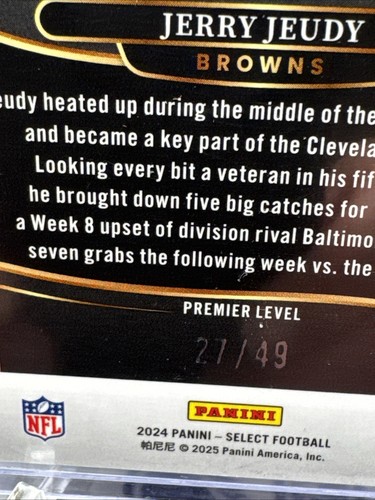 JERRY JEUDY
BROWNS
eudy heated up during the middle of the
and became a key part of the Clevela
Looking every bit a veteran in his fif
he brought down five big catches for
a Week 8 upset of division rival Baltimo
seven grabs the following week vs. the
PREMIER LEVEL
27/49
NFL
PANINI
2024 PANINI – SELECT FOOTBALL
帕尼尼 © 2025 Panini America, Inc.